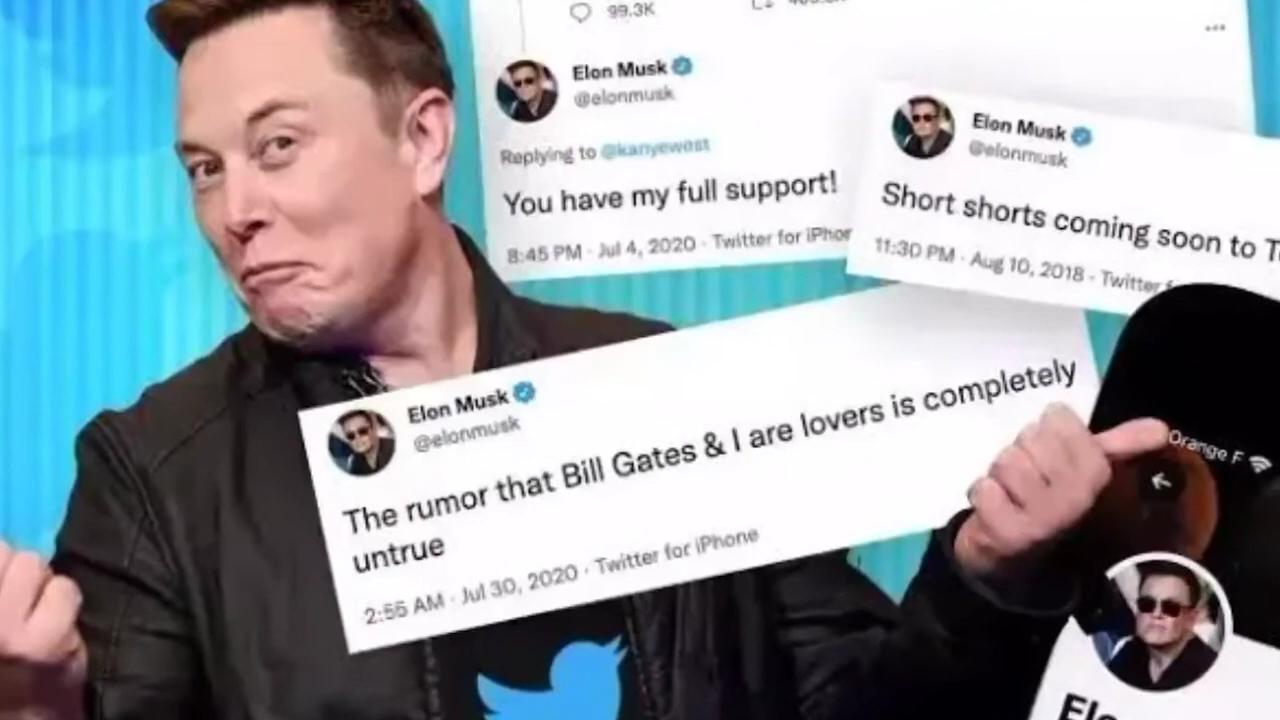 99.3K
Elon Musk
@elonmusk
Replying to @kanyewest
You have my full support!
8:45 PM · Jul 4, 2020 · Twitter for
Elon Musk
@elonmusk
Short shorts coming soon to
11:30 PM · Aug 10, 2018 · Twitter
Elon Musk
@elonmusk
The rumor that Bill Gates & I are lovers is completely
untrue
2:55 AM · Jul 30, 2020 · Twitter for iPhone
Orange F